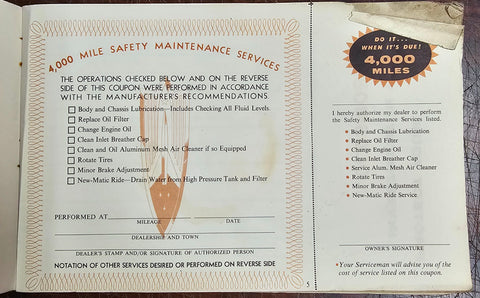 4,000 MILE SAFETY MAINTENANCE SERVICES
THE OPERATIONS CHECKED BELOW AND ON THE REVERSE
SIDE OF THIS COUPON WERE PERFORMED IN ACCORDANCE
WITH THE MANUFACTURER'S RECOMMENDATIONS
Body and Chassis Lubrication—Includes Checking All Fluid Levels.
Replace Oil Filter
Change Engine Oil
Clean Inlet Breather Cap
Clean and Oil Aluminum Mesh Air Cleaner if so Equipped
Rotate Tires
Minor Brake Adjustment
New-Matic Ride—Drain Water from High Pressure Tank and Filter
PERFORMED AT
MILEAGE DATE
DEALERSHIP AND TOWN
DEALER'S STAMP AND/OR SIGNATURE OF AUTHORIZED PERSON
NOTATION OF OTHER SERVICES DESIRED OR PERFORMED ON REVERSE SIDE
5
DO IT...
WHEN IT'S DUE!
4,000
MILES
I hereby authorize my dealer to perform
the Safety Maintenance Services listed.
• Body and Chassis Lubrication
• Replace Oil Filter
• Change Engine Oil
• Clean Inlet Breather Cap
• Service Alum. Mesh Air Cleaner
• Rotate Tires
• Minor Brake Adjustment
• New-Matic Ride Service
OWNER'S SIGNATURE
• Your Serviceman will advise you of the
cost of service listed on this coupon.